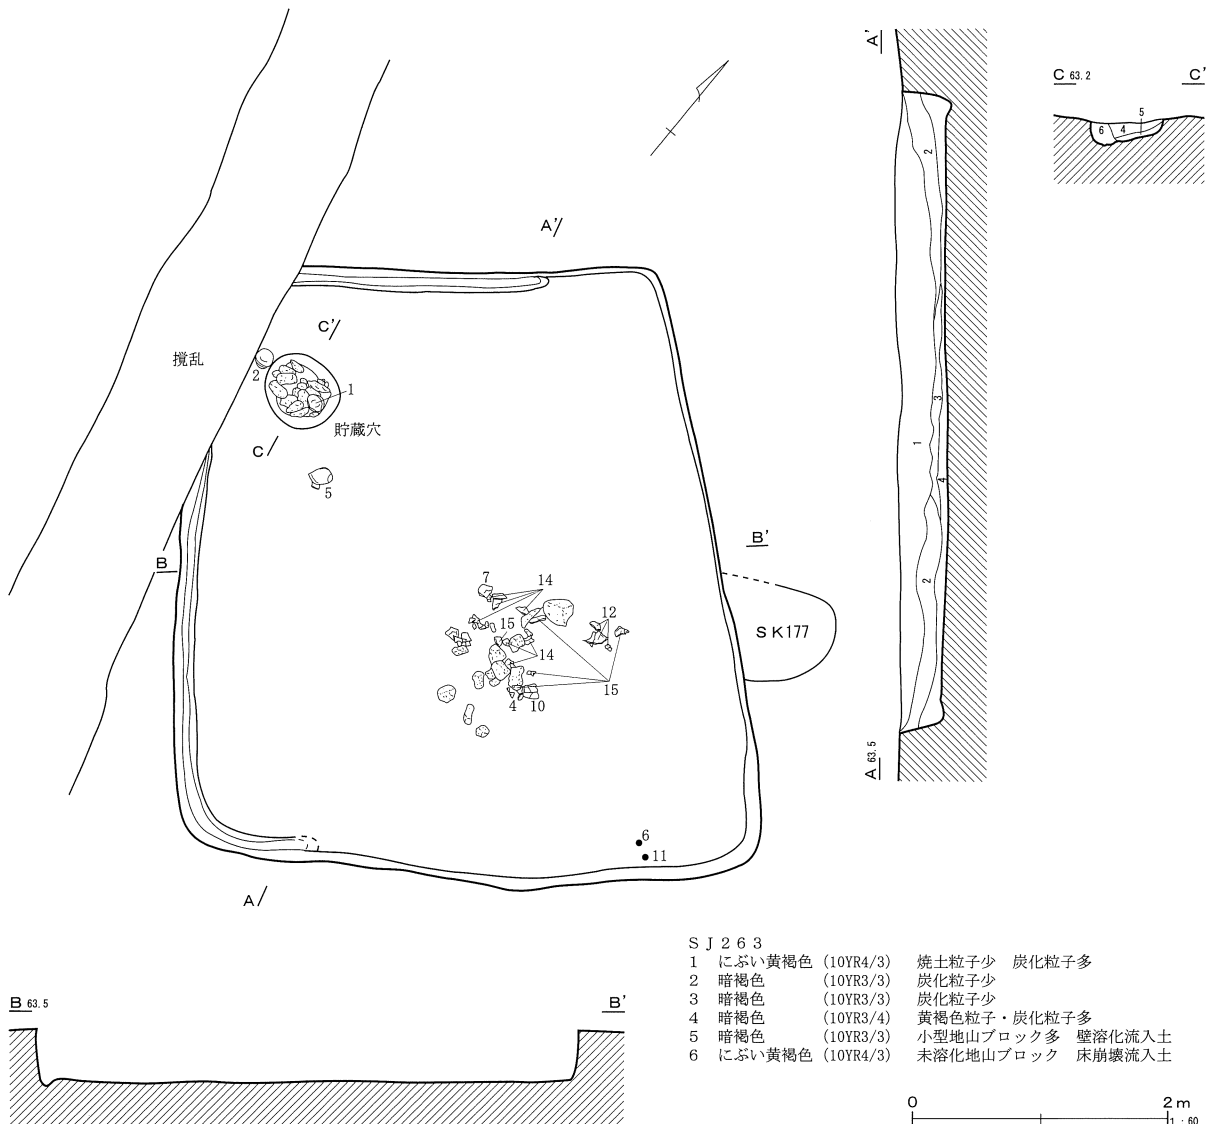 A'
C 63.2 C'
5
6 4
2
A'
C'
撹乱
2
1
貯蔵穴
C
5
3
1
4
B
B'
7 14
12
15
SK177
14
15
2
4 10
A 63.5
6
11
A
SJ263
1 にぶい黄褐色 (10YR4/3) 焼土粒子少 炭化粒子多
2 暗褐色 (10YR3/3) 炭化粒子少
3 暗褐色 (10YR3/3) 炭化粒子少
4 暗褐色 (10YR3/4) 黄褐色粒子・炭化粒子多
5 暗褐色 (10YR3/3) 小型地山ブロック多 壁溶化流入土
6 にぶい黄褐色 (10YR4/3) 未溶化地山ブロック 床崩壊流入土
B 63.5 B'
0 2m
1:60